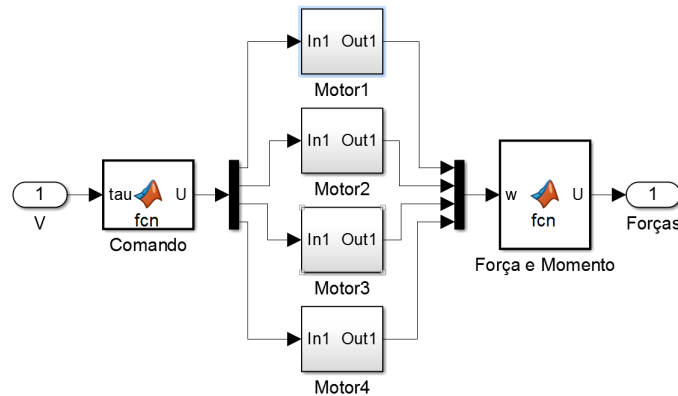 In1 Out1
Motor1
In1 Out1
Motor2
1
V
tau U
fcn
Comando
In1 Out1
Motor3
w U
fcn
Força e Momento
1
Forças
In1 Out1
Motor4